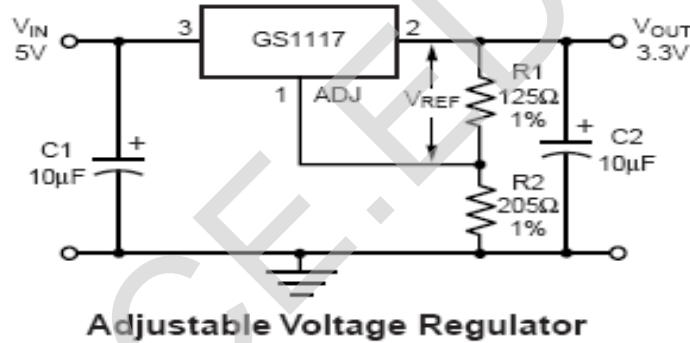 VIN
5V
3
GS1117
2
VOUT
3.3V
1
ADJ
VREF
R1
125Ω
1%
C1
+
10μF
+
C2
10μF
R2
205Ω
1%
Adjustable Voltage Regulator